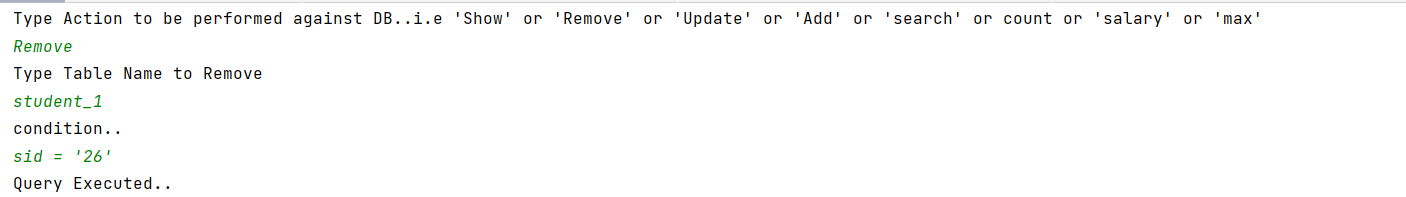 Type Action to be performed against DB..i.e 'Show' or 'Remove' or 'Update' or 'Add' or 'search' or count or 'salary' or 'max'
Remove
Type Table Name to Remove
student_1
condition..
sid = '26'
Query Executed..